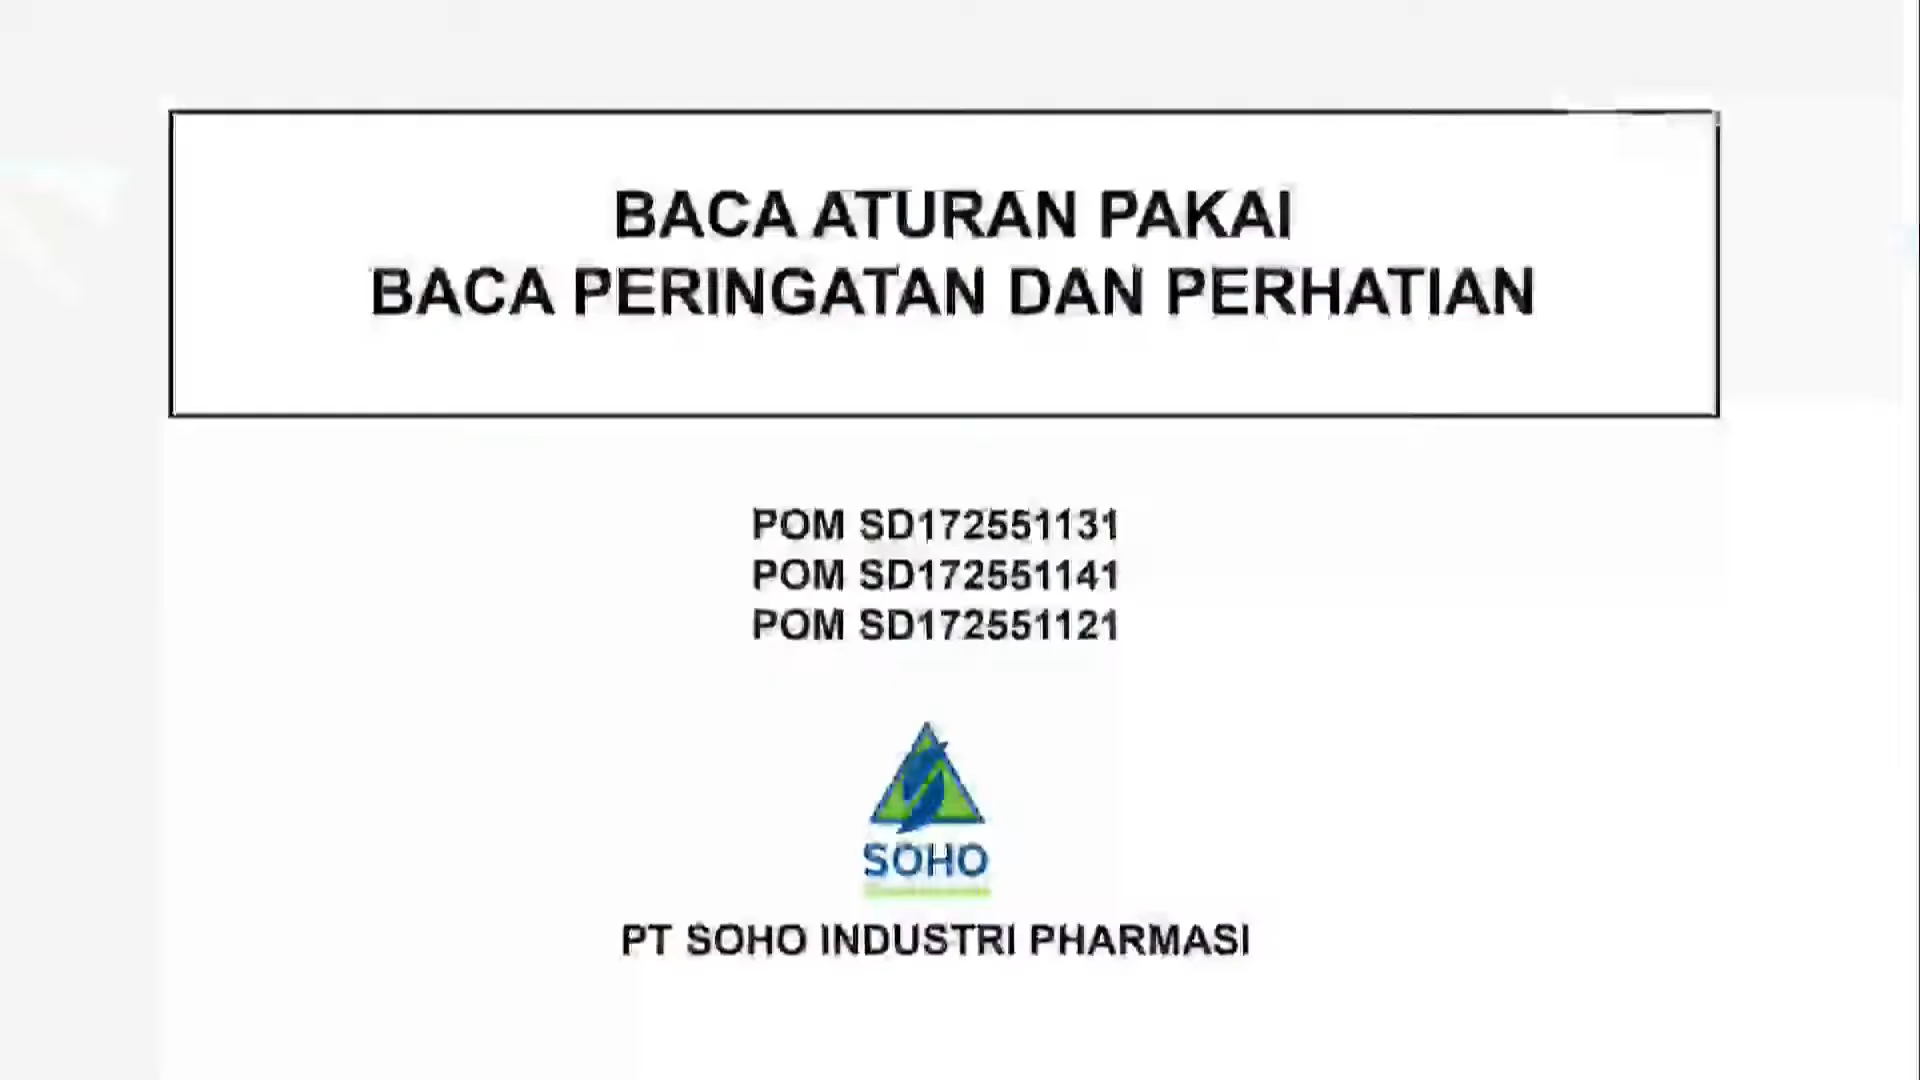 BACA ATURAN PAKAI
BACA PERINGATAN DAN PERHATIAN
POM SD172551131
POM SD172551141
POM SD172551121
SOHO
PT SOHO INDUSTRI PHARMASI